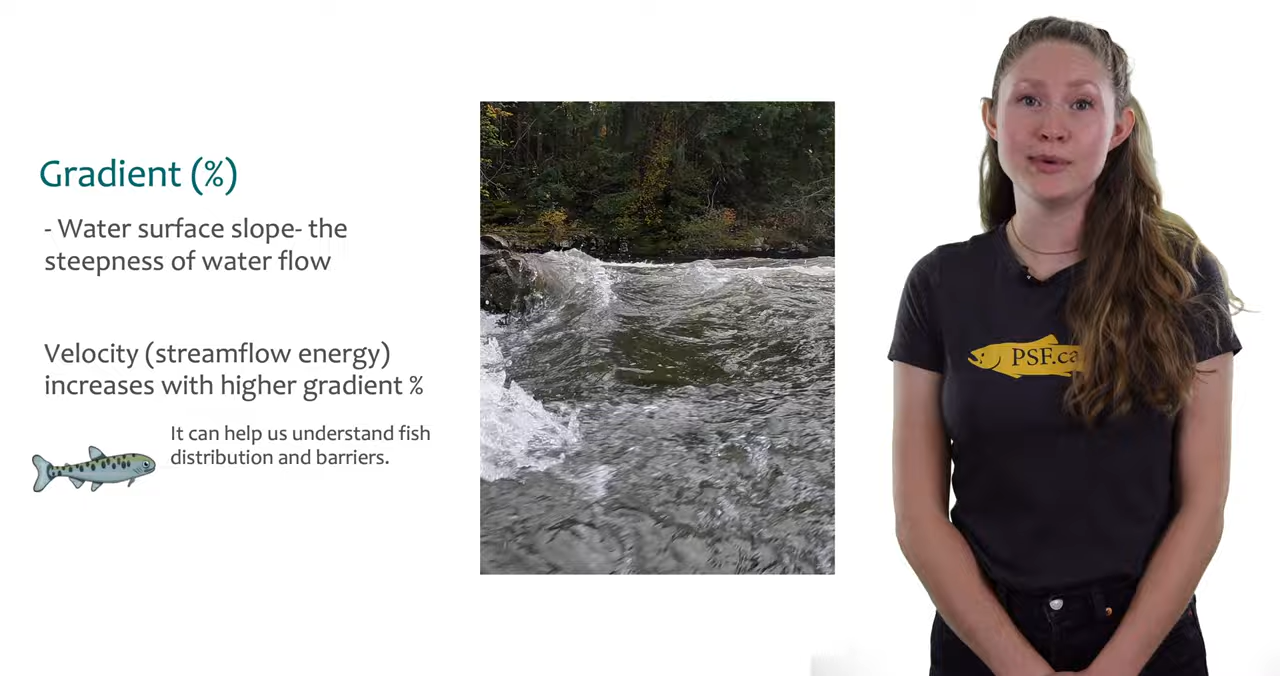 Gradient (%)
- Water surface slope- the
steepness of water flow
Velocity (streamflow energy)
increases with higher gradient %
It can help us understand fish
distribution and barriers.
PSF.ca